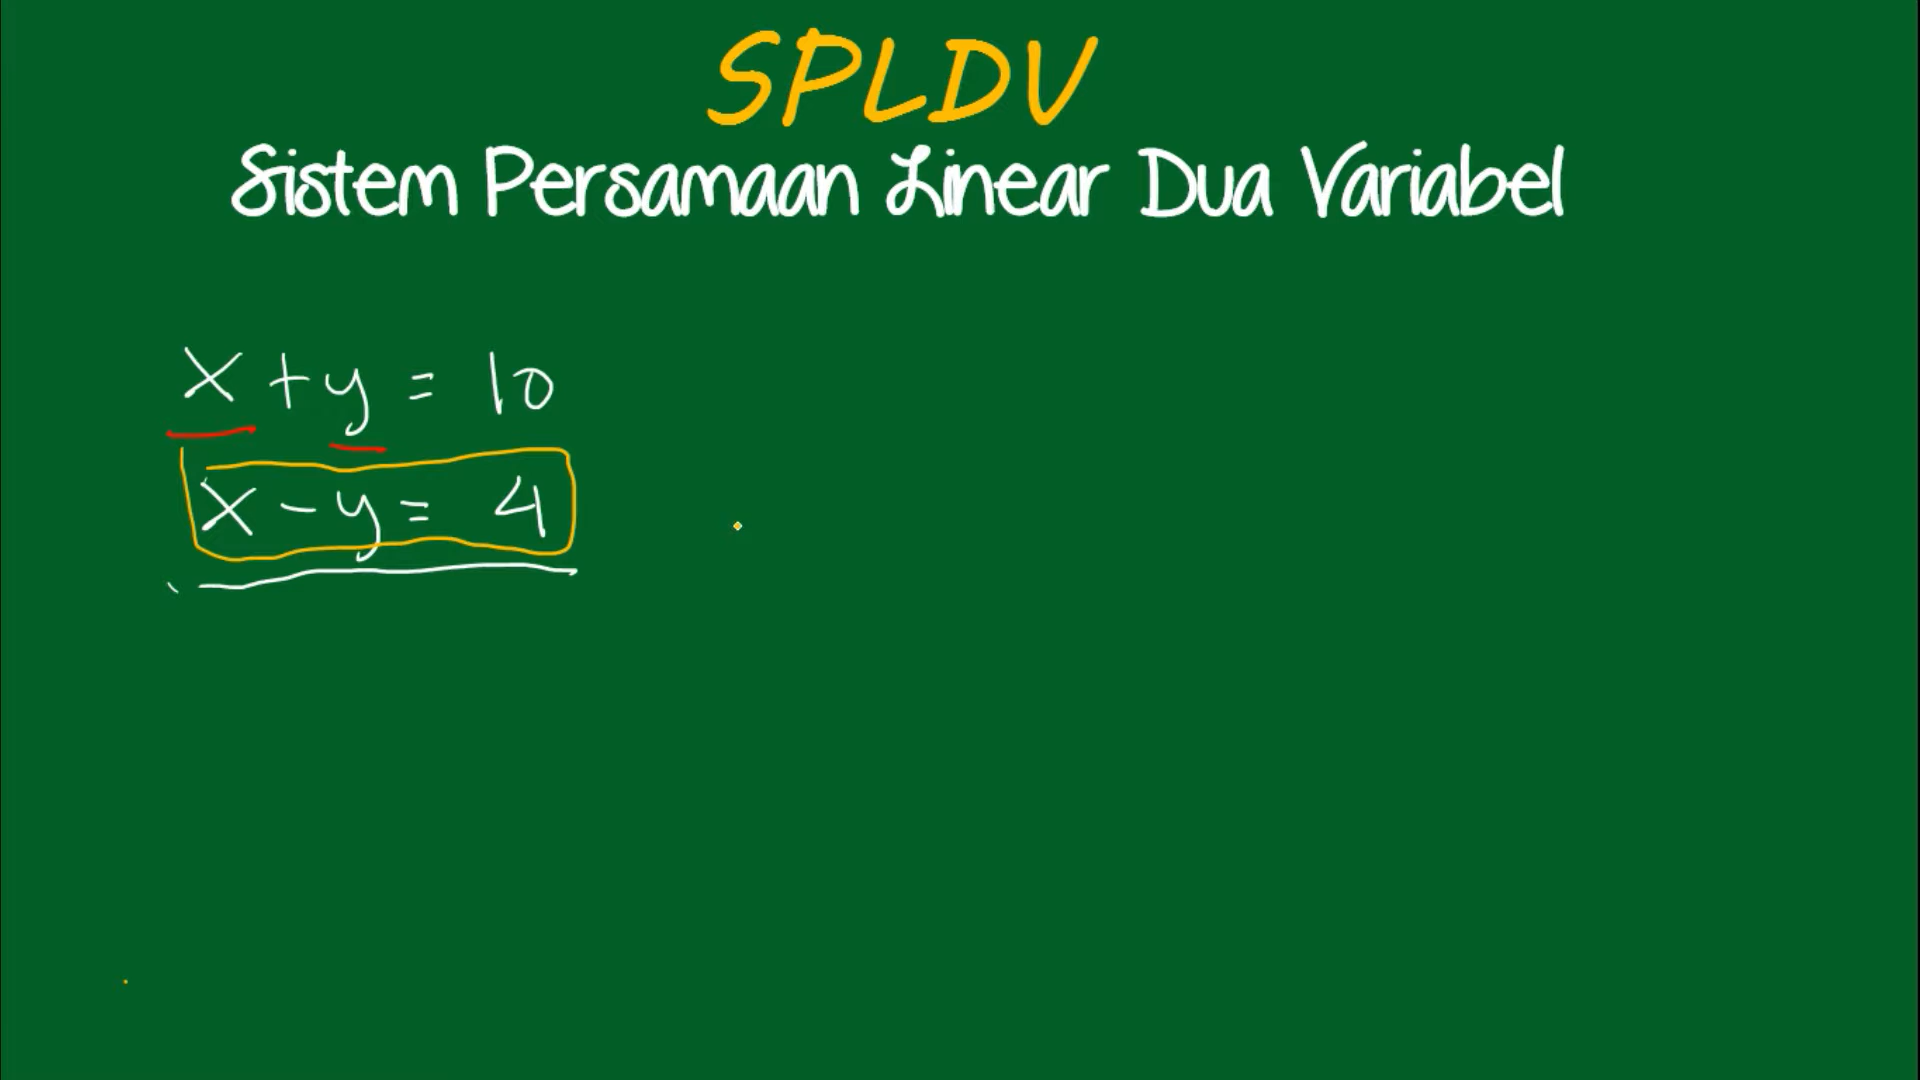 SPLDV
Sistem Persamaan Linear Dua Variabel
x + y = 10
x - y = 4